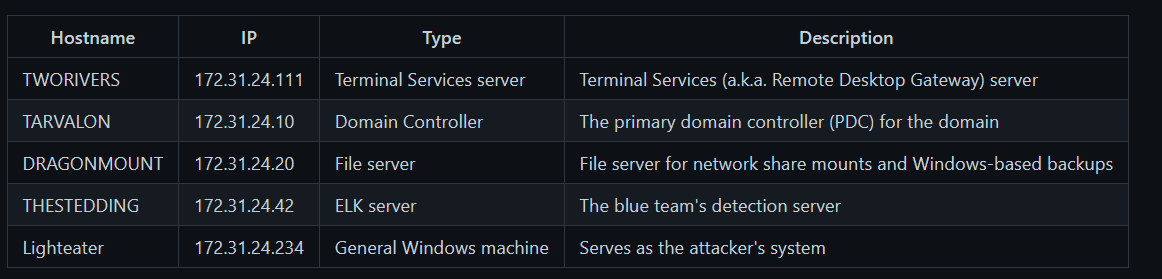 Hostname IP Type Description
TWORIVERS 172.31.24.111 Terminal Services server Terminal Services (a.k.a. Remote Desktop Gateway) server
TARVALON 172.31.24.10 Domain Controller The primary domain controller (PDC) for the domain
DRAGONMOUNT 172.31.24.20 File server File server for network share mounts and Windows-based backups
THESTEDDING 172.31.24.42 ELK server The blue team's detection server
Lighteater 172.31.24.234 General Windows machine Serves as the attacker's system